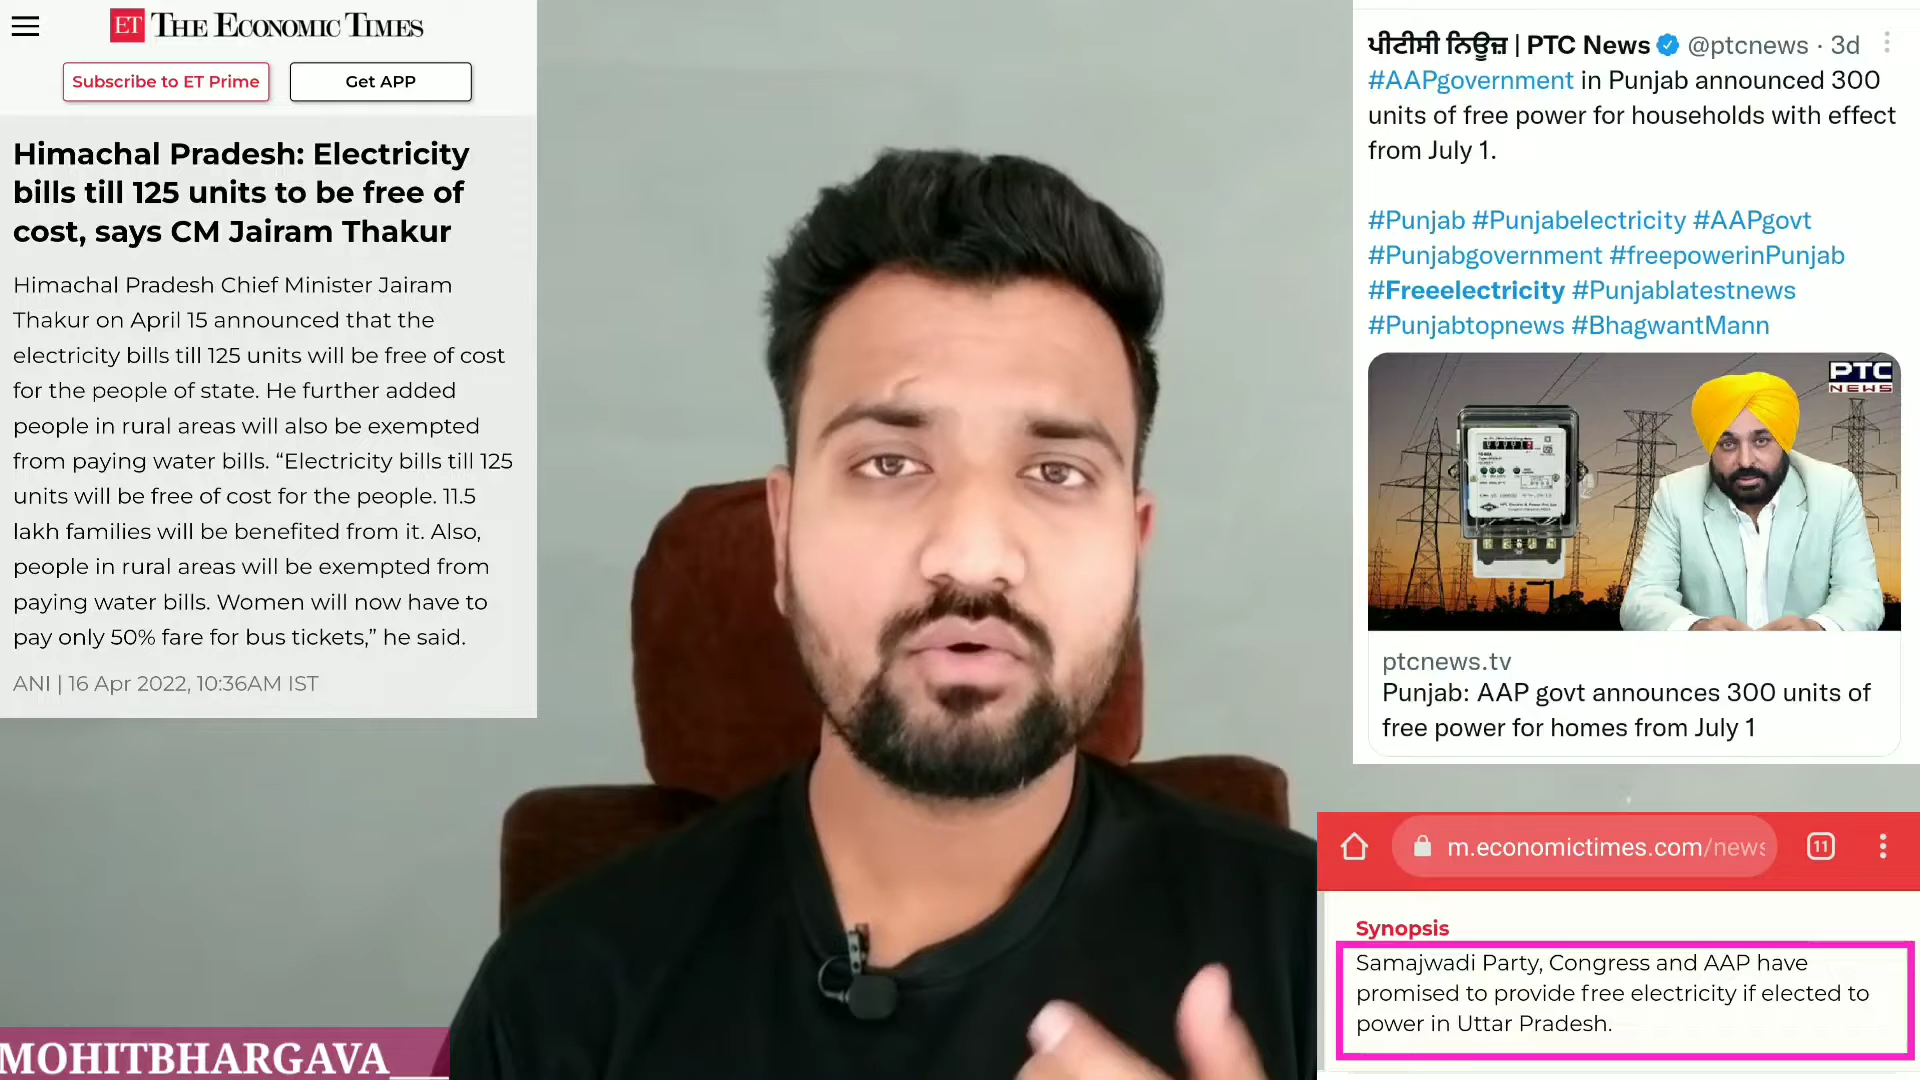 ET THE ECONOMIC TIMES
Subscribe to ET Prime
Get APP
Himachal Pradesh: Electricity
bills till 125 units to be free of
cost, says CM Jairam Thakur
Himachal Pradesh Chief Minister Jairam
Thakur on April 15 announced that the
electricity bills till 125 units will be free of cost
for the people of state. He further added
people in rural areas will also be exempted
from paying water bills. “Electricity bills till 125
units will be free of cost for the people. 11.5
lakh families will be benefited from it. Also,
people in rural areas will be exempted from
paying water bills. Women will now have to
pay only 50% fare for bus tickets,” he said.
ANI | 16 Apr 2022, 10:36AM IST
MOHITBHARGAVA__
ਪੀਟੀਸੀ ਨਿਊਜ਼ | PTC News @ptcnews · 3d
#AAPgovernment in Punjab announced 300
units of free power for households with effect
from July 1.
#Punjab #Punjabelectricity #AAPgovt
#Punjabgovernment #freepowerinPunjab
#Freeelectricity #Punjablatestnews
#Punjabtopnews #BhagwantMann
PTC
NEWS
ptcnews.tv
Punjab: AAP govt announces 300 units of
free power for homes from July 1
m.economictimes.com/news
11
Synopsis
Samajwadi Party, Congress and AAP have
promised to provide free electricity if elected to
power in Uttar Pradesh.